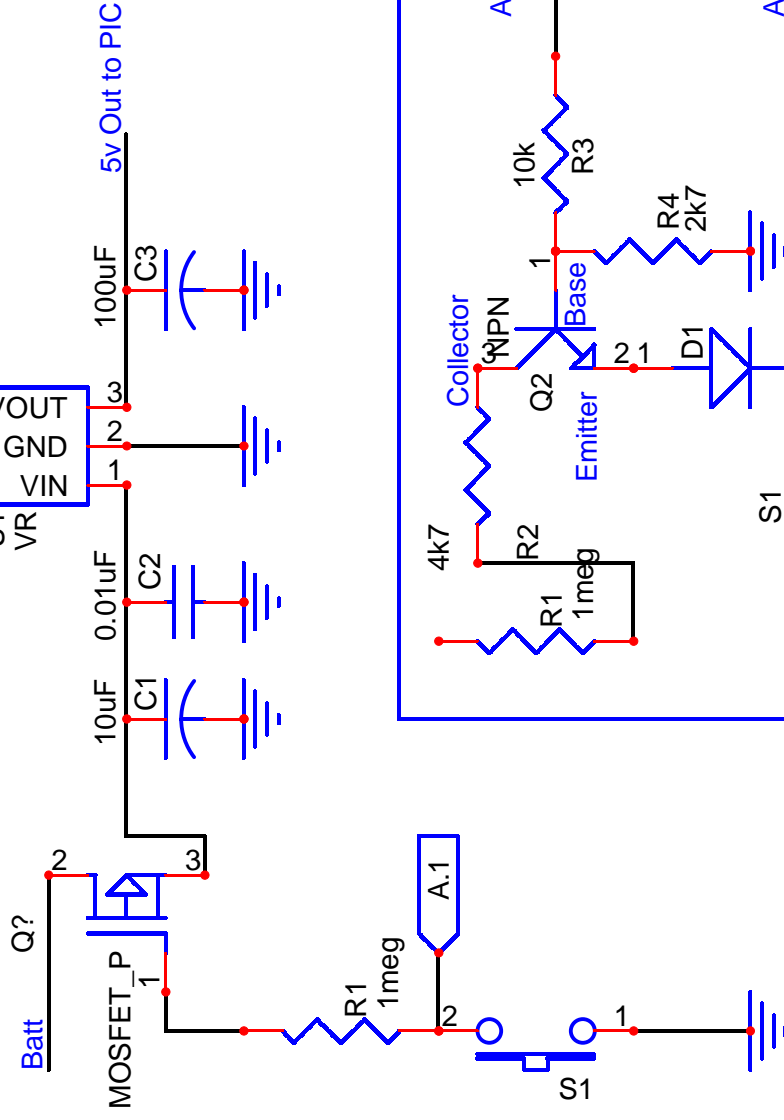 5v Out to PIC
A
A
10k
R3
C3
100uF
R4
2k7
1
Base
Collector
NPN
3
2
1
D1
Q2
Emitter
VOUT
3
GND
2
VIN
1
VR
S1
4k7
R2
1meg
R1
0.01uF
C2
10uF
C1
2
3
Q?
A.1
Batt
MOSFET_P
1
R1
1meg
2
1
S1